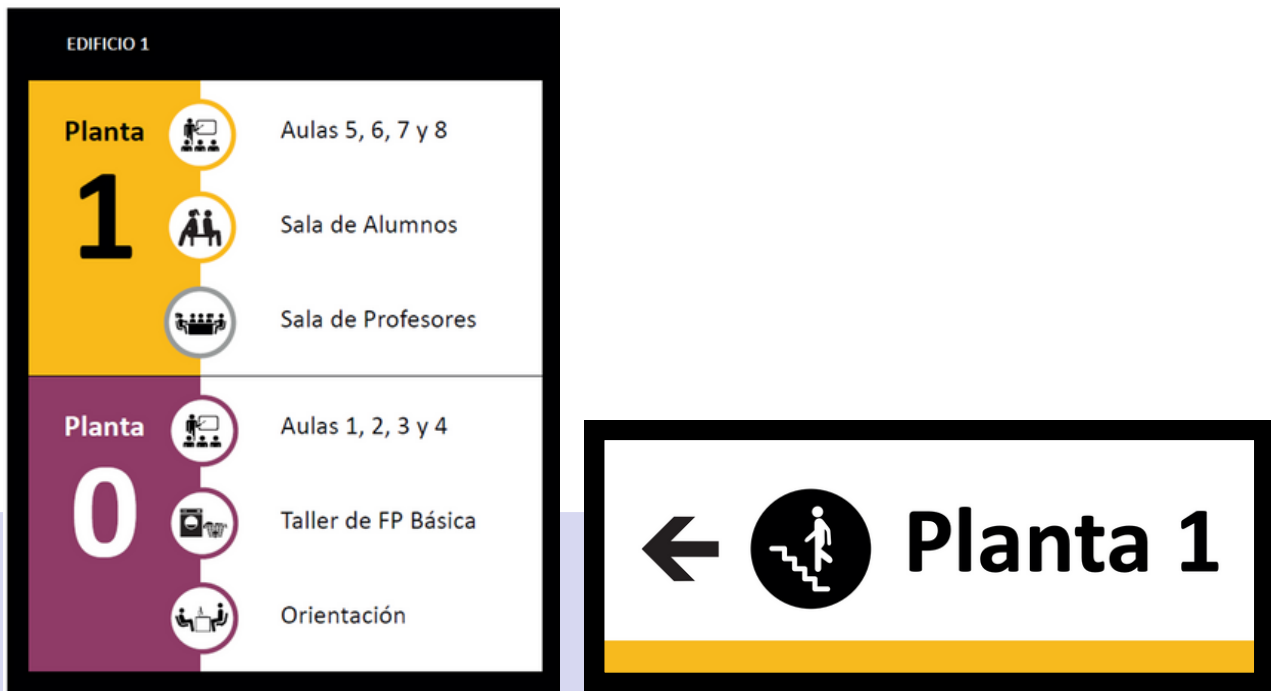 EDIFICIO 1
Planta
1
Aulas 5, 6, 7 y 8
Sala de Alumnos
Sala de Profesores
Planta
0
Aulas 1, 2, 3 y 4
Taller de FP Básica
Orientación
Planta 1